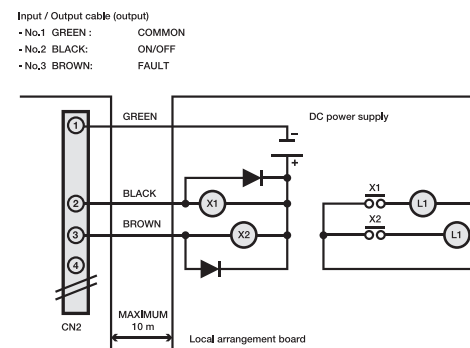 Input / Output cable (output)
- No.1 GREEN : COMMON
- No.2 BLACK: ON/OFF
- No.3 BROWN: FAULT
1
GREEN
DC power supply
-
+
BLACK
2
X1
X1
L1
BROWN
3
X2
X2
L1
4
MAXIMUM
10 m
CN2
Local arrangement board